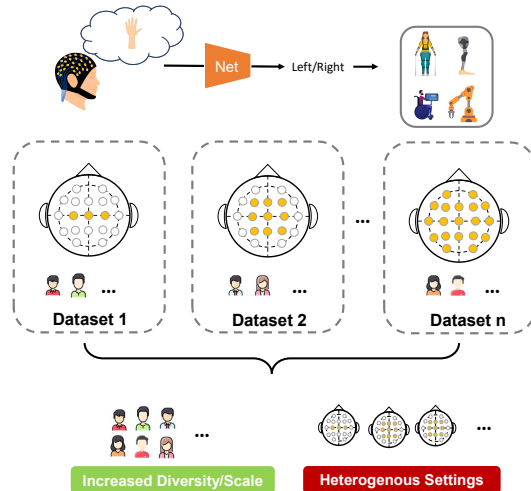 Net
Left/Right
...
... ... ...
Dataset 1 Dataset 2 Dataset n
... ...
Increased Diversity/Scale Heterogenous Settings